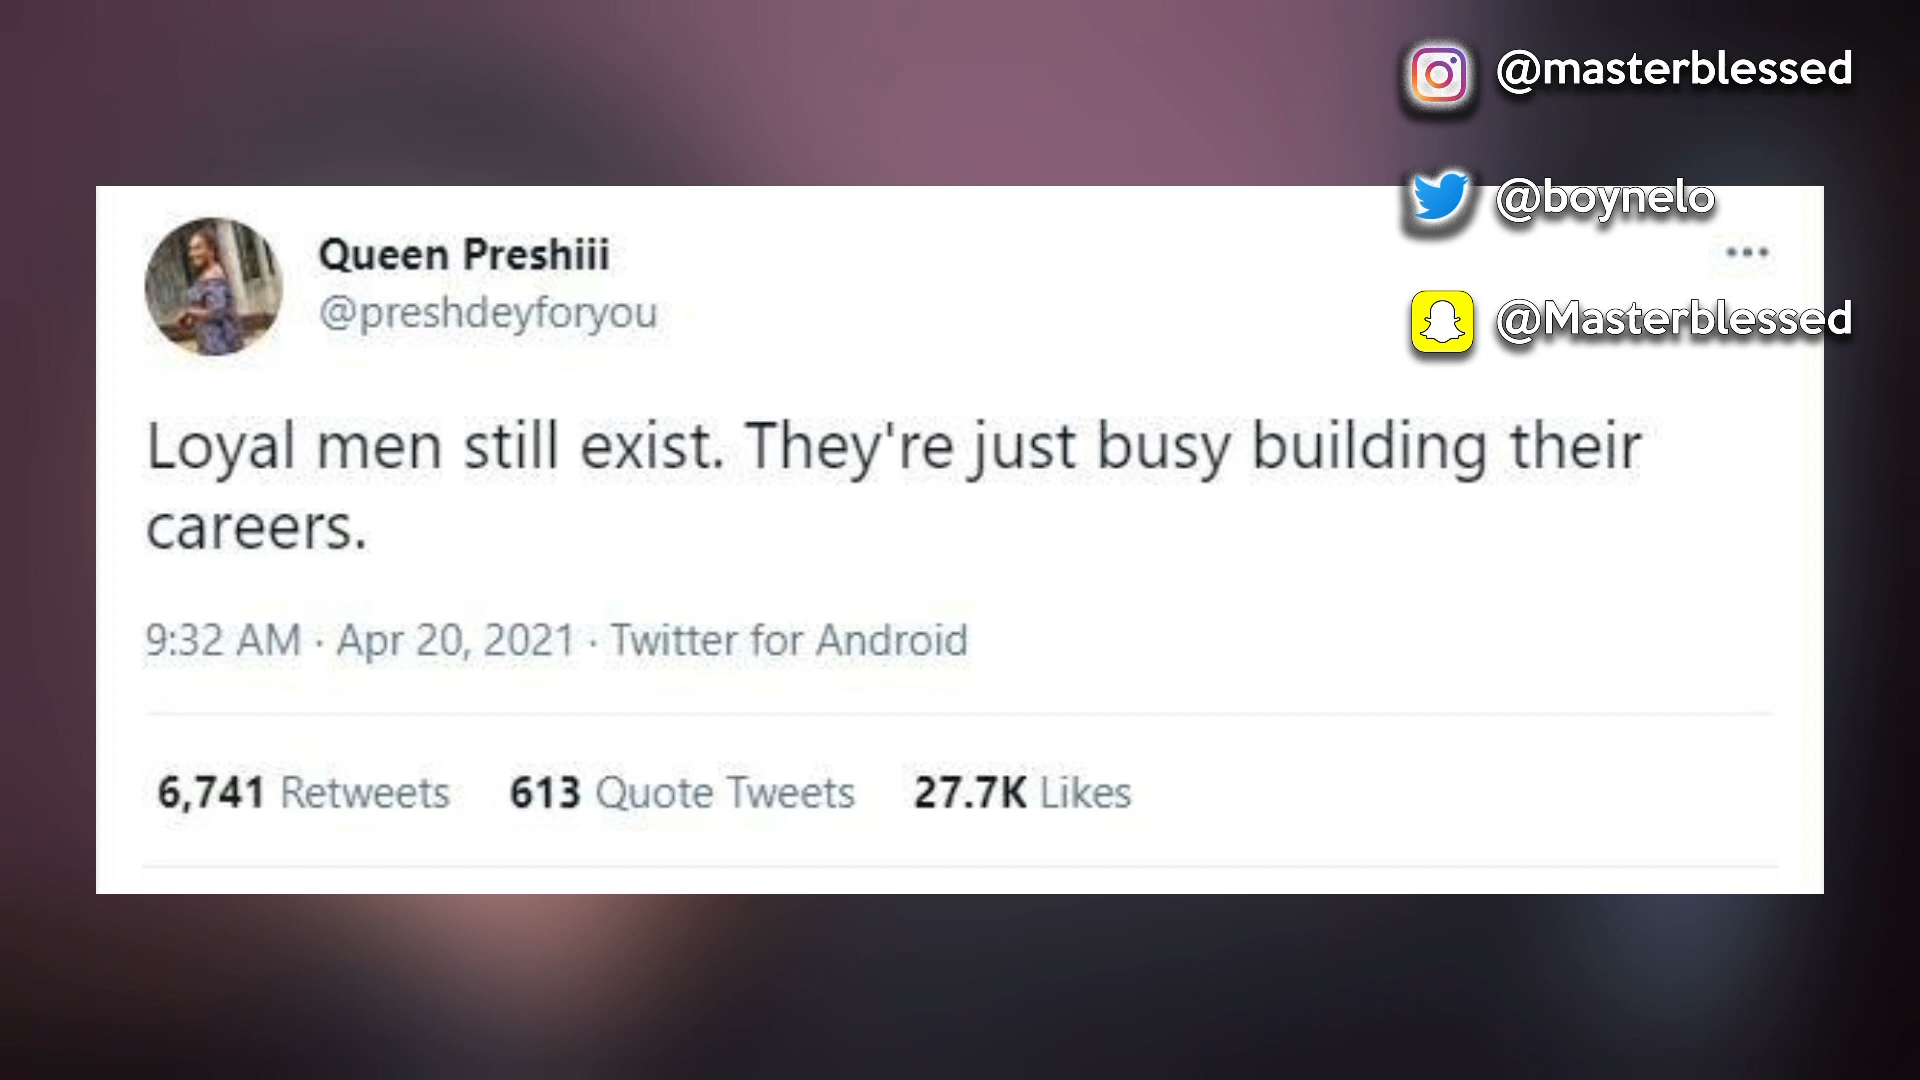 @masterblessed
@boynelo
@Masterblessed
Queen Preshiii
@preshdeyforyou
Loyal men still exist. They're just busy building their
careers.
9:32 AM · Apr 20, 2021 · Twitter for Android
6,741 Retweets 613 Quote Tweets 27.7K Likes